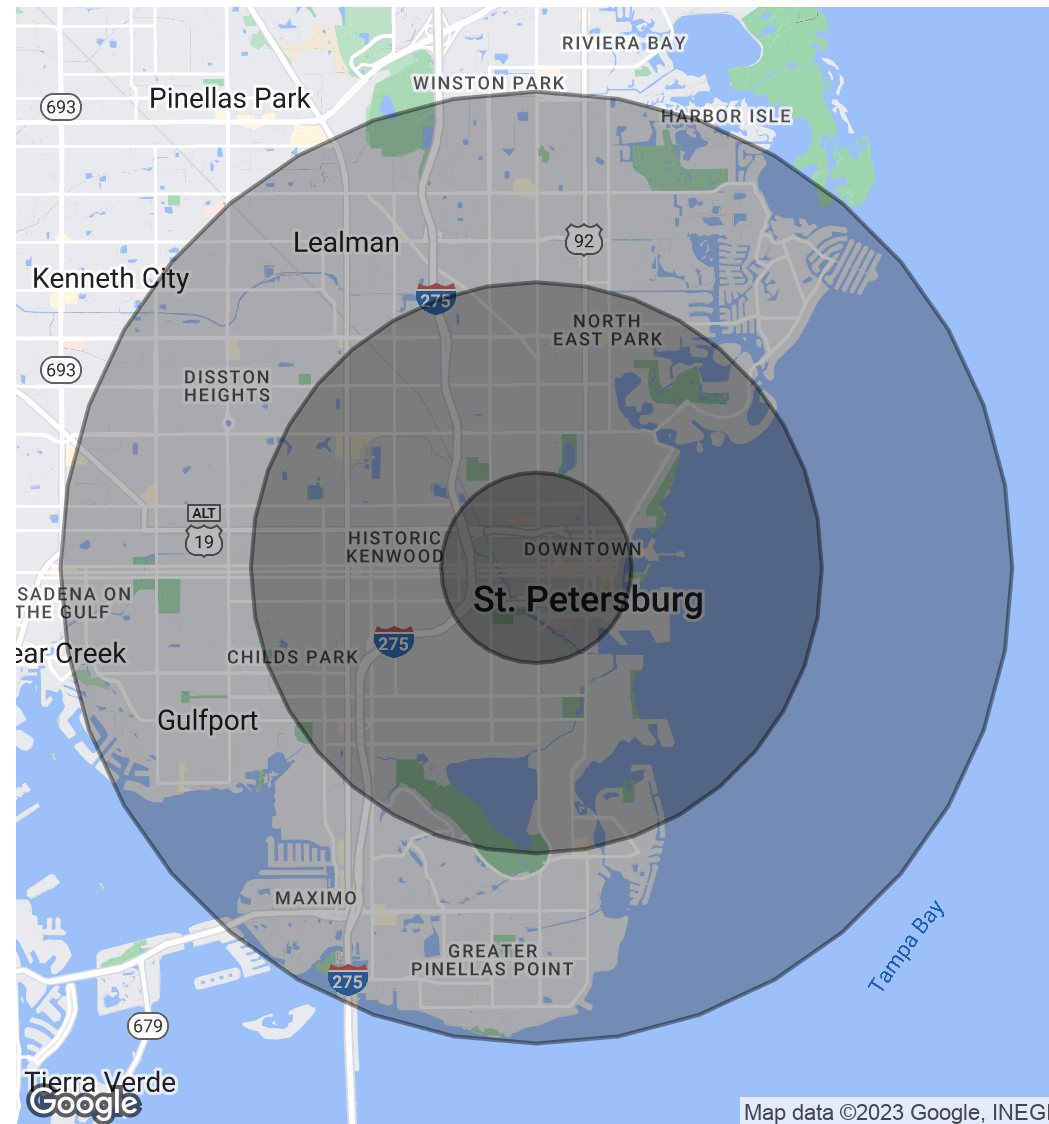 RIVIERA BAY
WINSTON PARK
Pinellas Park
693
HARBOR ISLE
Lealman
92
Kenneth City
275
NORTH
EAST PARK
693
DISSTON
HEIGHTS
ALT
19
HISTORIC
KENWOOD
DOWNTOWN
St. Petersburg
SADENA ON
THE GULF
275
ear Creek
CHILDS PARK
Gulfport
MAXIMO
Tampa Bay
GREATER
PINELLAS POINT
275
679
Tierra Verde
Google
Map data ©2023 Google, INEGI